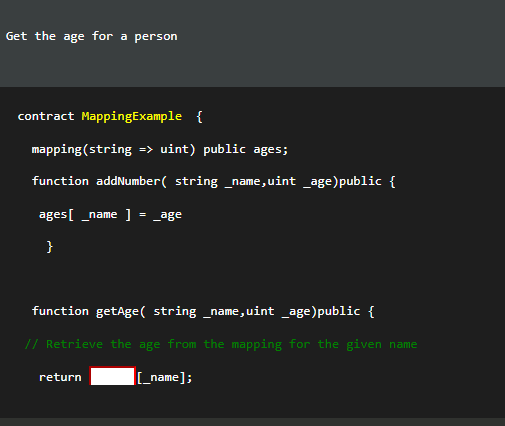 Get the age for a person
contract MappingExample {
mapping(string => uint) public ages;
function addNumber( string _name,uint _age)public {
ages[ _name ] = _age
}
function getAge( string _name,uint _age)public {
// Retrieve the age from the mapping for the given name
return [_name];